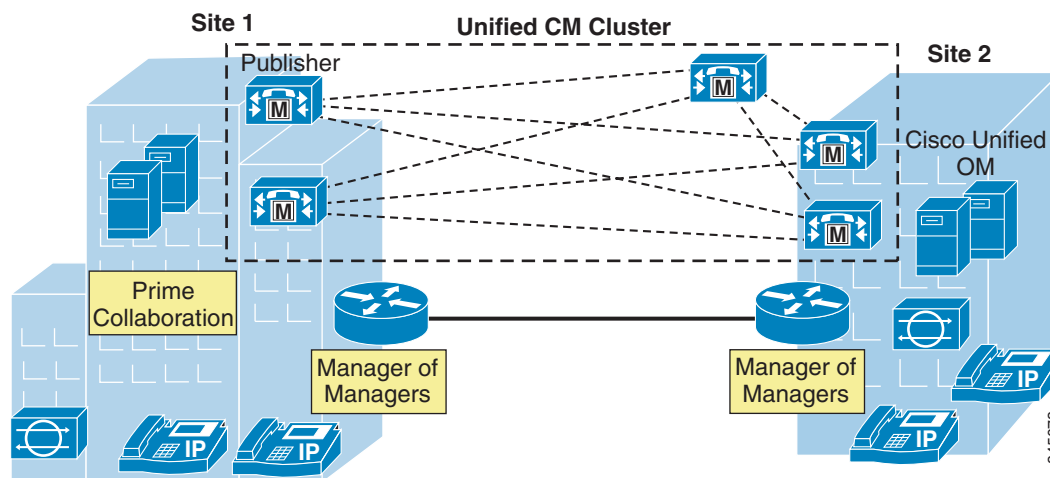 Site 1
Unified CM Cluster
Site 2
Publisher
M
M
M
M
M
Cisco Unified
OM
Prime
Collaboration
Manager of
Managers
Manager of
Managers
IP
IP
IP
IP